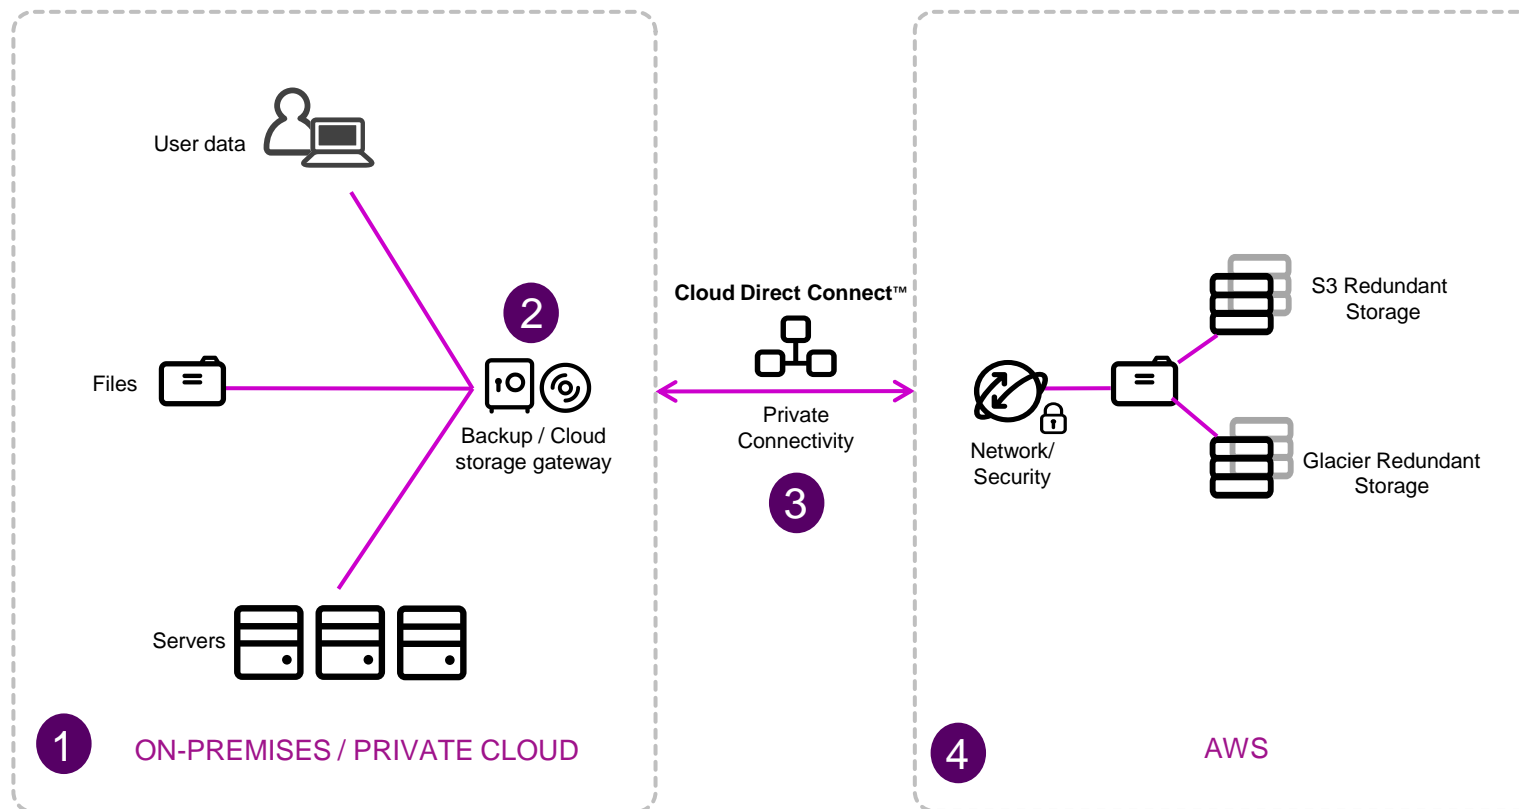 User data
2
Files
Backup / Cloud
storage gateway
Servers
1
ON-PREMISES / PRIVATE CLOUD
Cloud Direct Connect™
Private
Connectivity
3
Network/
Security
S3 Redundant
Storage
Glacier Redundant
Storage
4
AWS